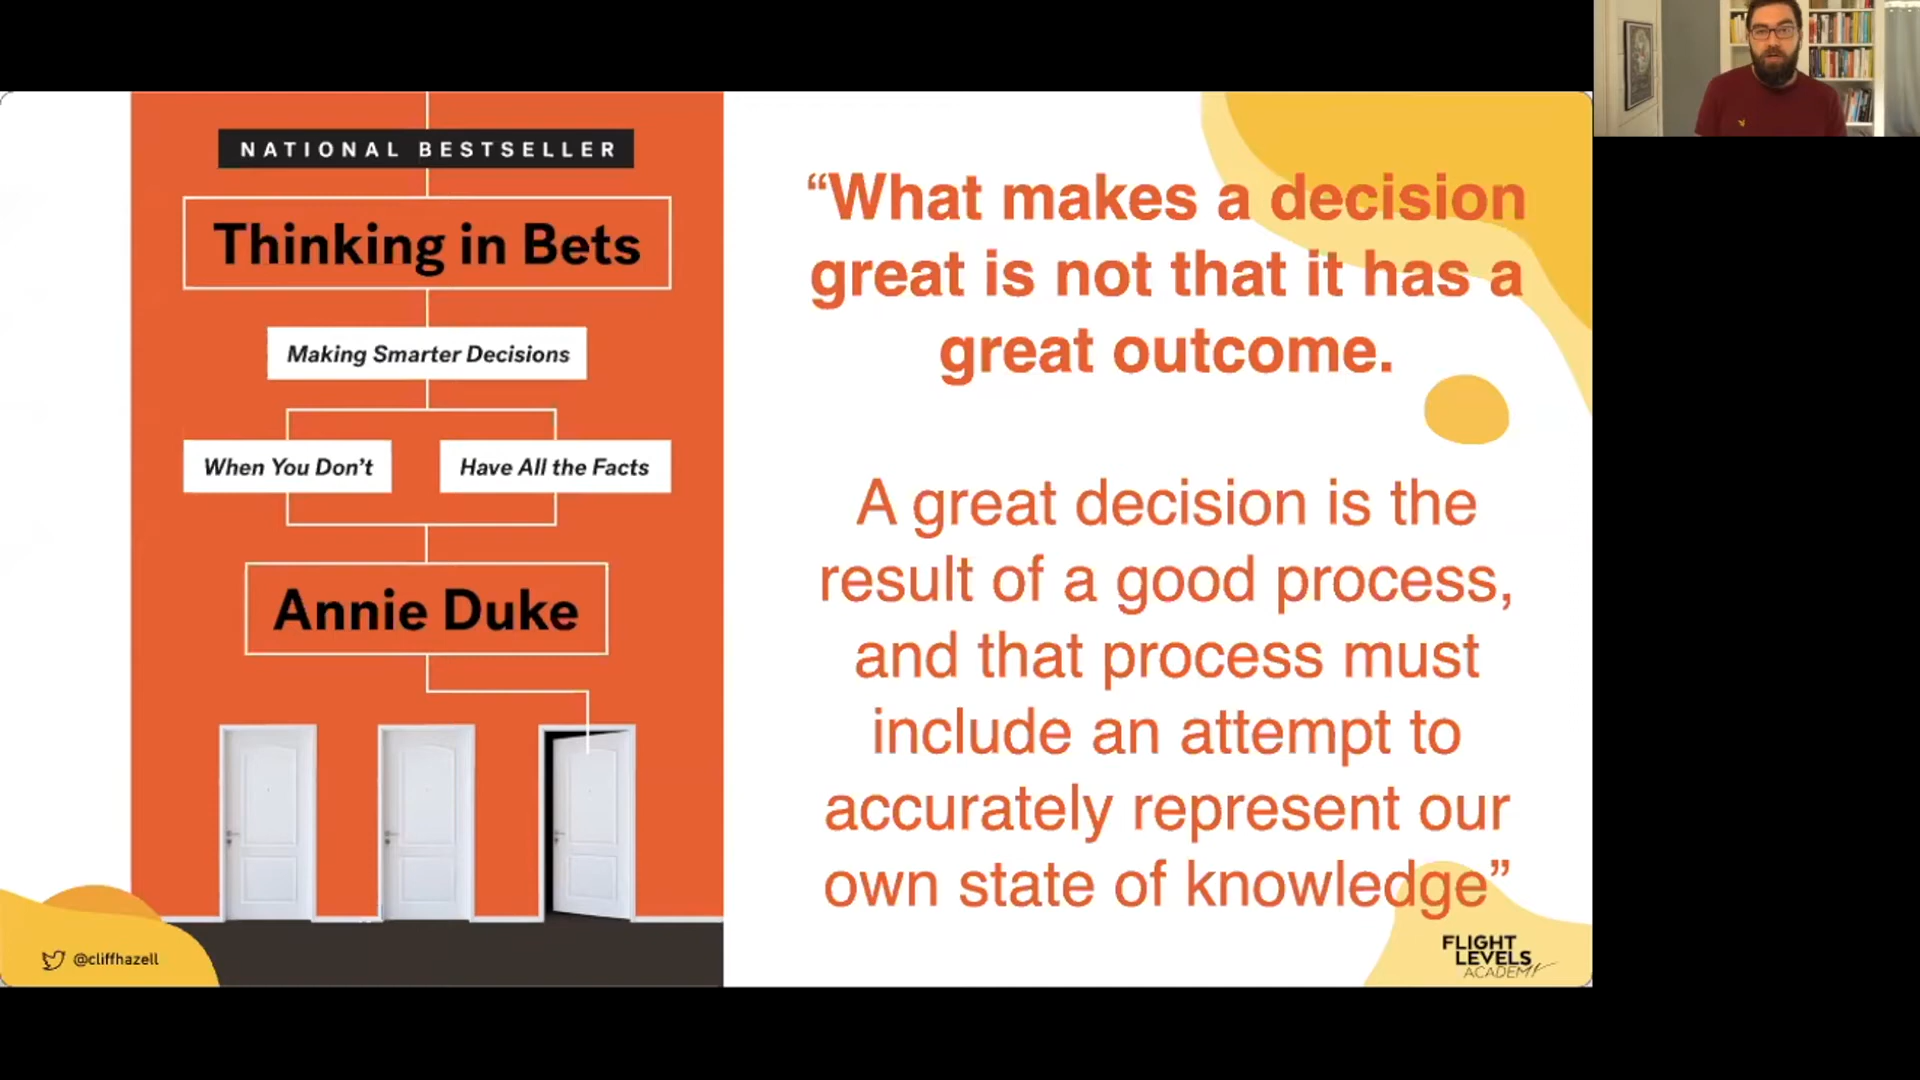 NATIONAL BESTSELLER
Thinking in Bets
Making Smarter Decisions
When You Don't
Have All the Facts
Annie Duke
@cliffhazell
“What makes a decision
great is not that it has a
great outcome.
A great decision is the
result of a good process,
and that process must
include an attempt to
accurately represent our
own state of knowledge”
FLIGHT
LEVELS
ACADEMY